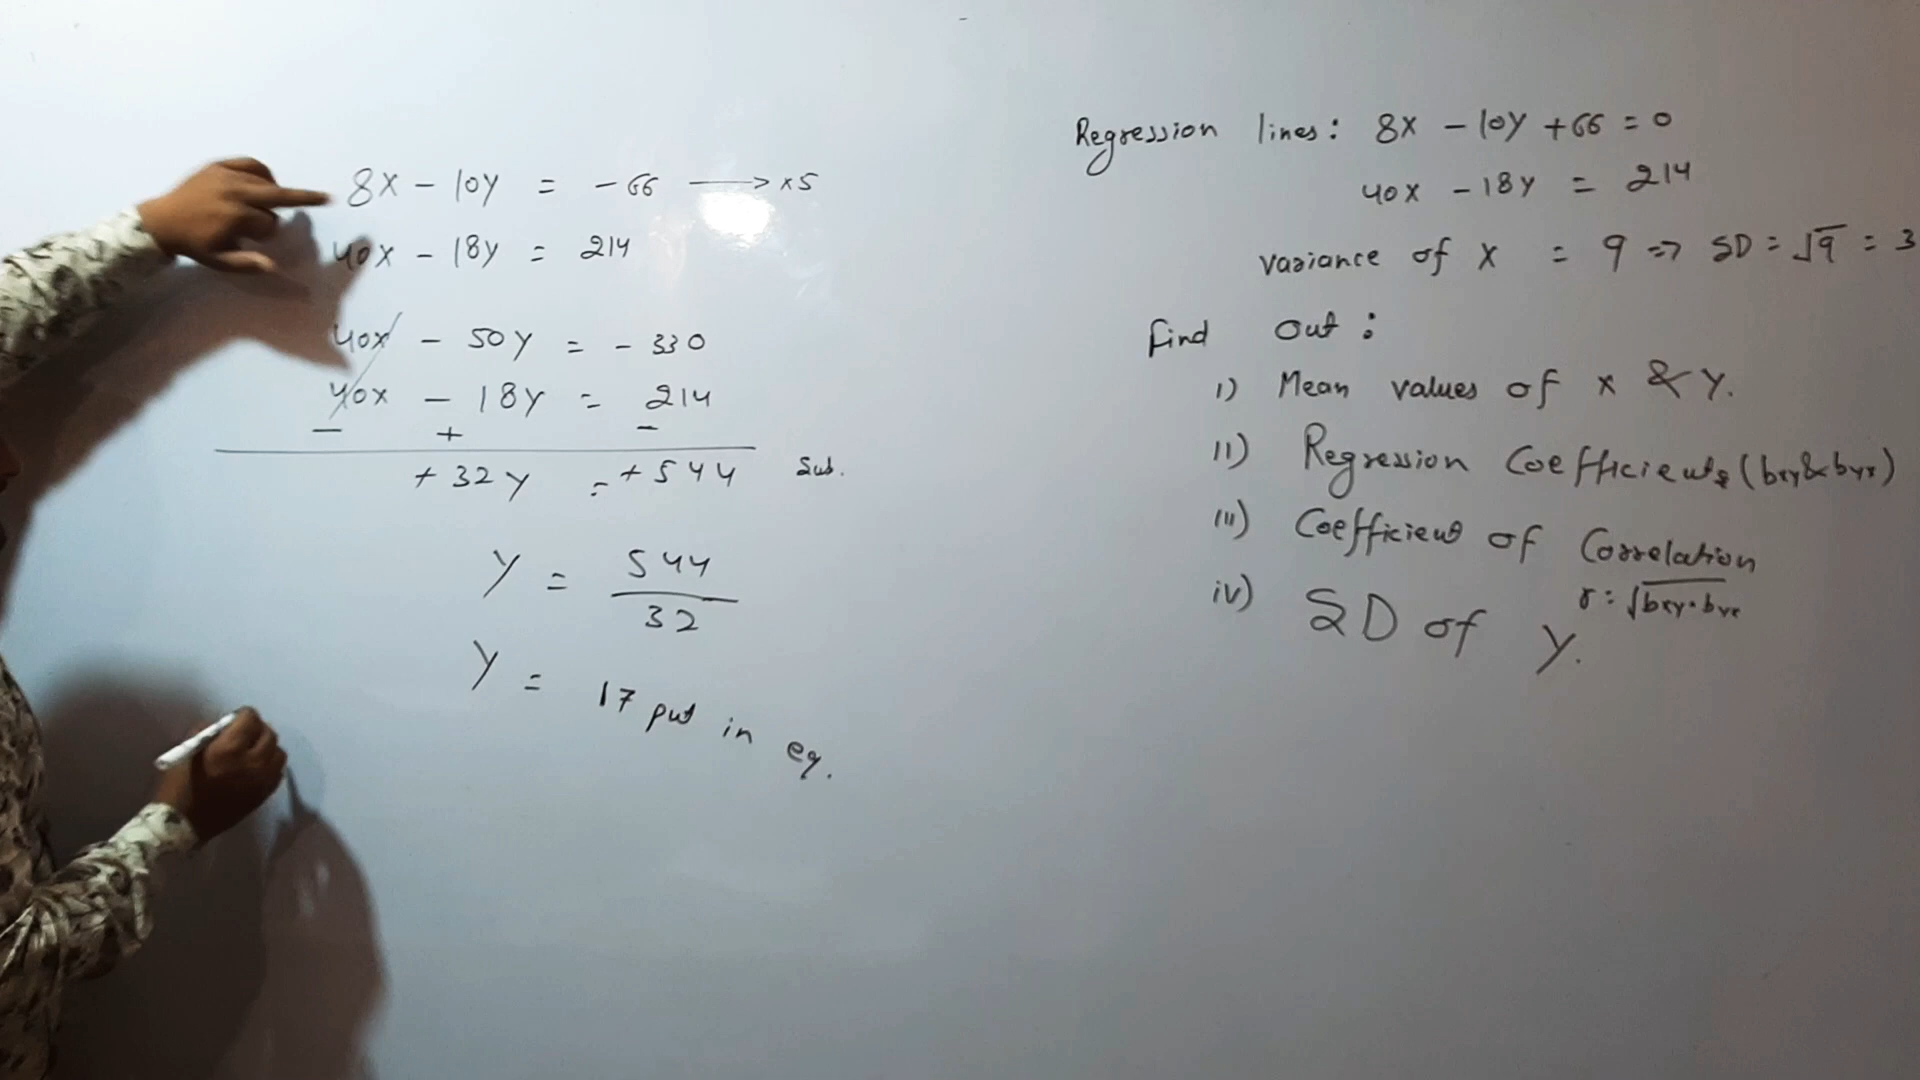 8x - 10y = - 66 → x5
40x - 18y = 214
40x - 50y = - 330
40x - 18y = 214
- + -
+ 32y = + 544 Sub.
y = 544
32
y = 17 put in eq.
Regression lines: 8x - 10y + 66 = 0
40x - 18y = 214
variance of x = 9 => SD = √9 = 3
find out :
i) Mean values of x & y.
ii) Regression Coefficients (bxy & byx)
iii) Coefficient of Correlation
r = √bxy · byx
iv) SD of y.